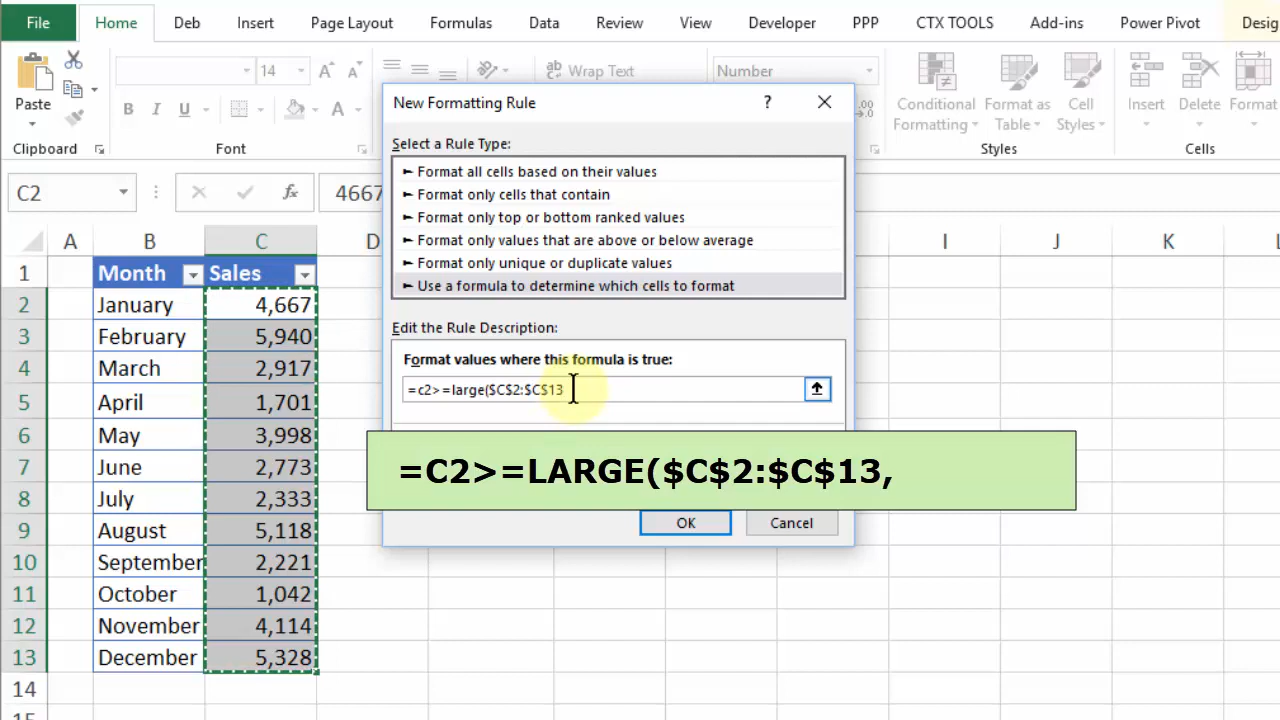 File Home Deb Insert Page Layout Formulas Data Review View Developer PPP CTX TOOLS Add-ins Power Pivot Desig
Paste
14 A A
B I U A
Wrap Text
Number
.00
Conditional Formatting
Format as Table
Cell Styles
Insert Delete Format
Clipboard Font Styles Cells
C2 fx 4667
New Formatting Rule ?
Select a Rule Type:
► Format all cells based on their values
► Format only cells that contain
► Format only top or bottom ranked values
► Format only values that are above or below average
► Format only unique or duplicate values
► Use a formula to determine which cells to format
Edit the Rule Description:
Format values where this formula is true:
=c2>=large($C$2:$C$13
=C2>=LARGE($C$2:$C$13,
OK Cancel
A B C D I J K L
1 Month Sales
2 January 4,667
3 February 5,940
4 March 2,917
5 April 1,701
6 May 3,998
7 June 2,773
8 July 2,333
9 August 5,118
10 September 2,221
11 October 1,042
12 November 4,114
13 December 5,328
14
15